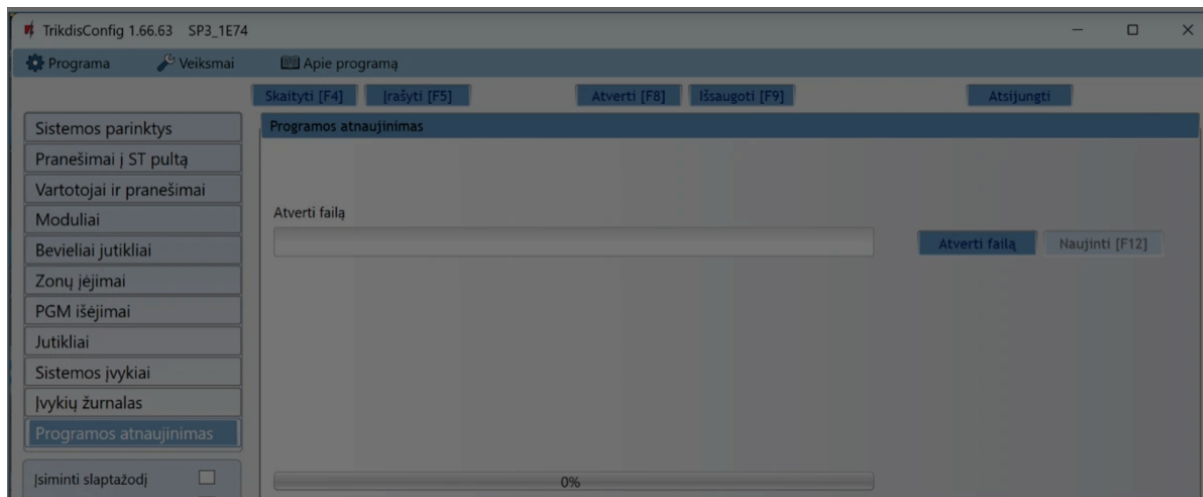 TrikdisConfig 1.66.63 SP3_1E74
Programa Veiksmai Apie programą
Skaityti [F4] Įrašyti [F5] Atverti [F8] Išsaugoti [F9] Atsijungti
Sistemos parinktys
Pranešimai į ST pultą
Vartotojai ir pranešimai
Moduliai
Bevieliai jutikliai
Zonų įėjimai
PGM išėjimai
Jutikliai
Sistemos įvykiai
Įvykių žurnalas
Programos atnaujinimas
Įsiminti slaptažodį
Programos atnaujinimas
Atverti failą
Atverti failą Naujinti [F12]
0%